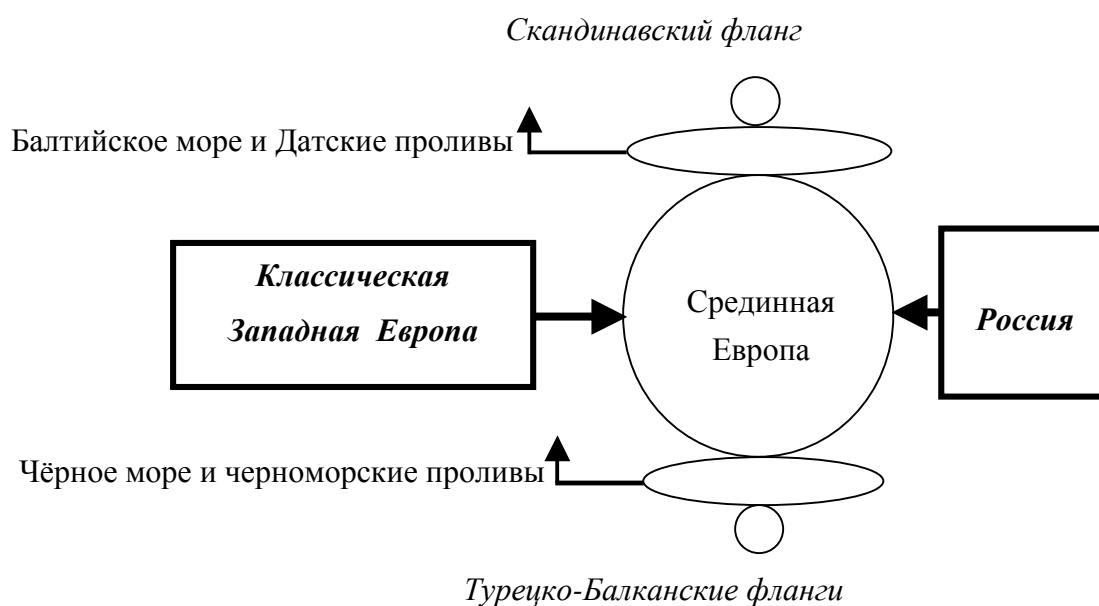 Скандинавский фланг
Балтийское море и Датские проливы
Классическая
Западная Европа
Срединная
Европа
Россия
Чёрное море и черноморские проливы
Турецко-Балканские фланги